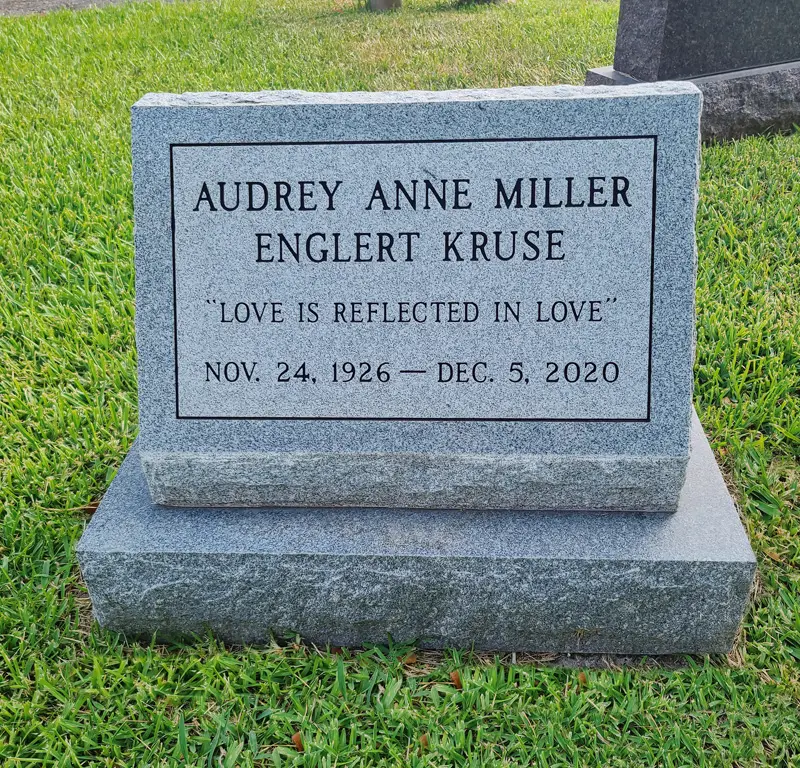 AUDREY ANNE MILLER
ENGLERT KRUSE
"LOVE IS REFLECTED IN LOVE"
NOV. 24, 1926 — DEC. 5, 2020